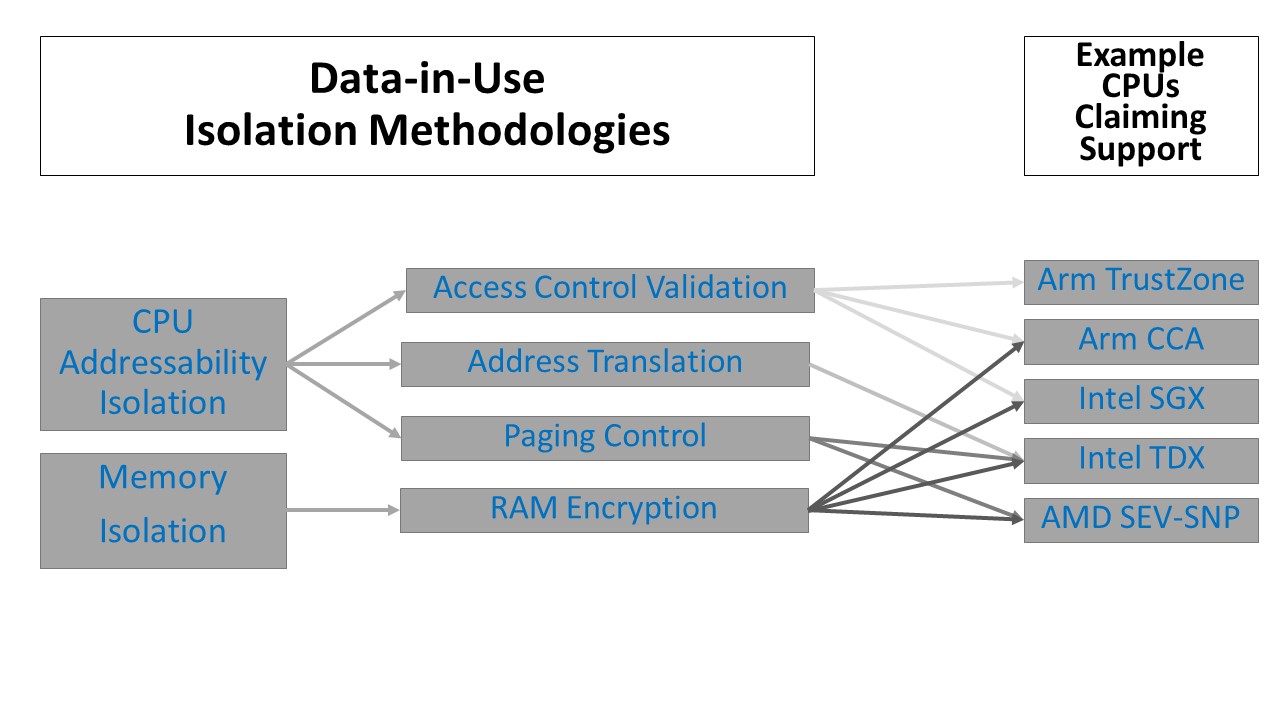 Data-in-Use
Isolation Methodologies
Example
CPUs
Claiming
Support
CPU
Addressability
Isolation
Memory
Isolation
Access Control Validation
Address Translation
Paging Control
RAM Encryption
Arm TrustZone
Arm CCA
Intel SGX
Intel TDX
AMD SEV-SNP